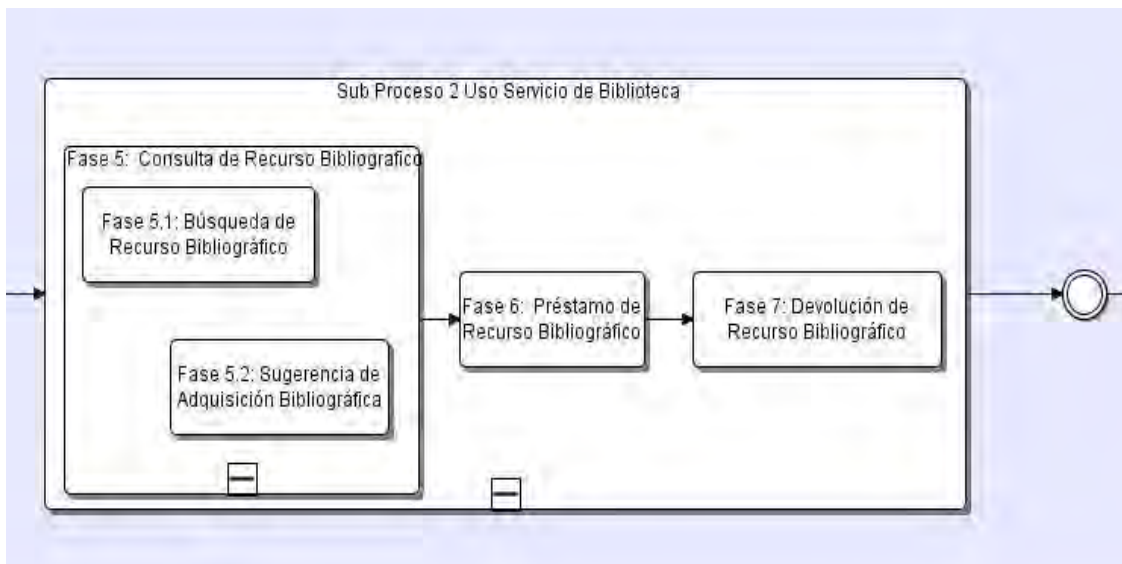 Sub Proceso 2 Uso Servicio de Biblioteca
Fase 5: Consulta de Recurso Bibliografico
Fase 5.1: Búsqueda de
Recurso Bibliográfico
Fase 5.2: Sugerencia de
Adquisición Bibliográfica
Fase 6: Préstamo de
Recurso Bibliográfico
Fase 7: Devolución de
Recurso Bibliográfico